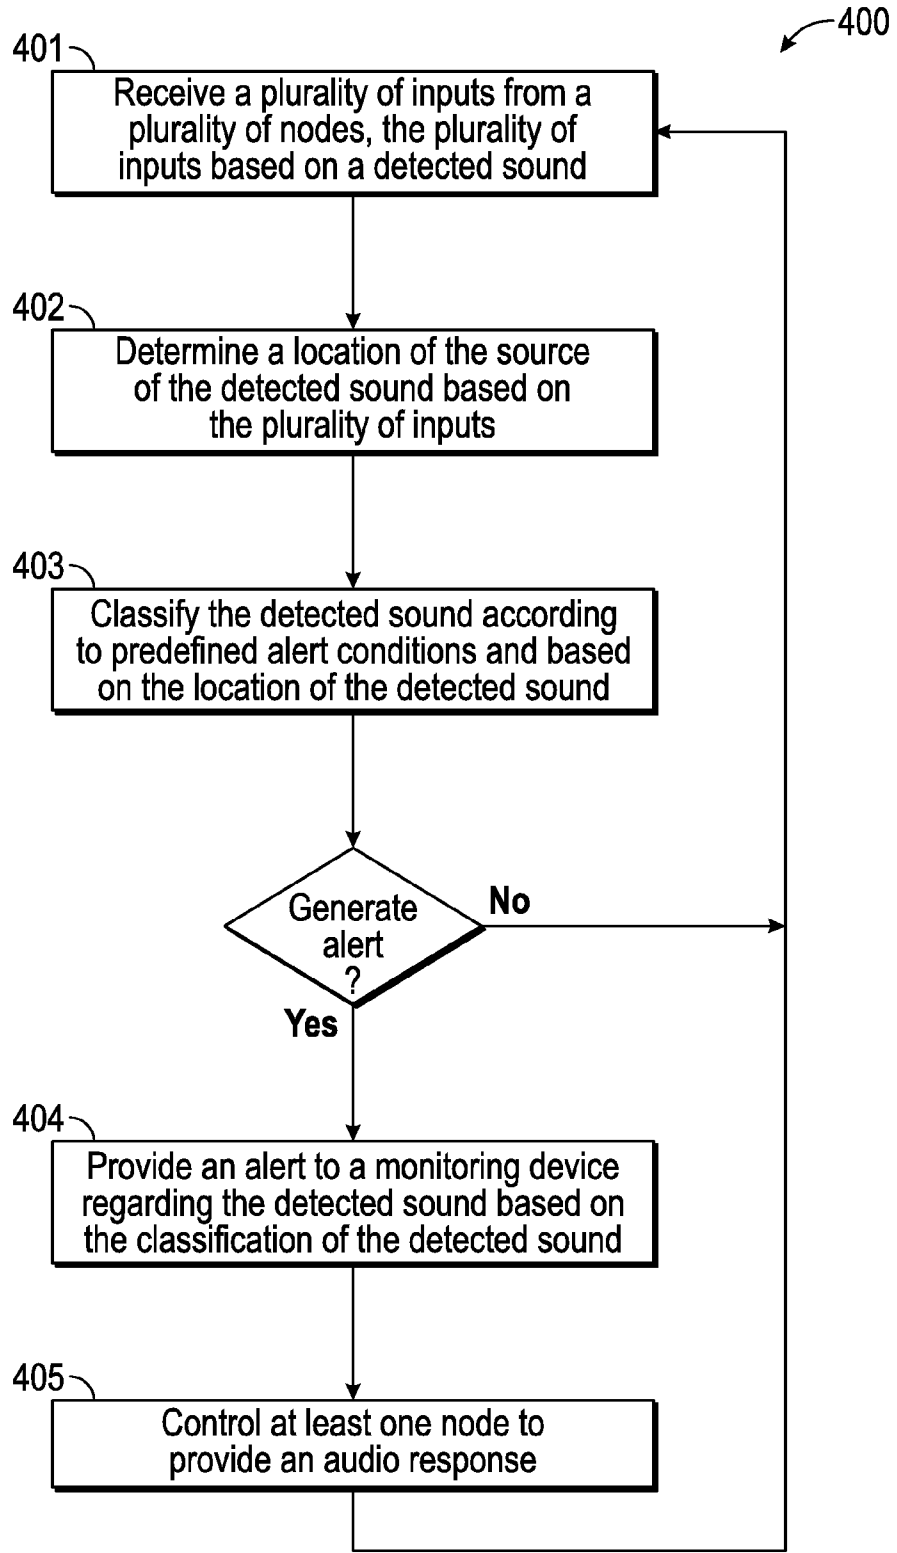 400
401
Receive a plurality of inputs from a
plurality of nodes, the plurality of
inputs based on a detected sound
402
Determine a location of the source
of the detected sound based on
the plurality of inputs
403
Classify the detected sound according
to predefined alert conditions and based
on the location of the detected sound
Generate
alert
?
No
Yes
404
Provide an alert to a monitoring device
regarding the detected sound based on
the classification of the detected sound
405
Control at least one node to
provide an audio response